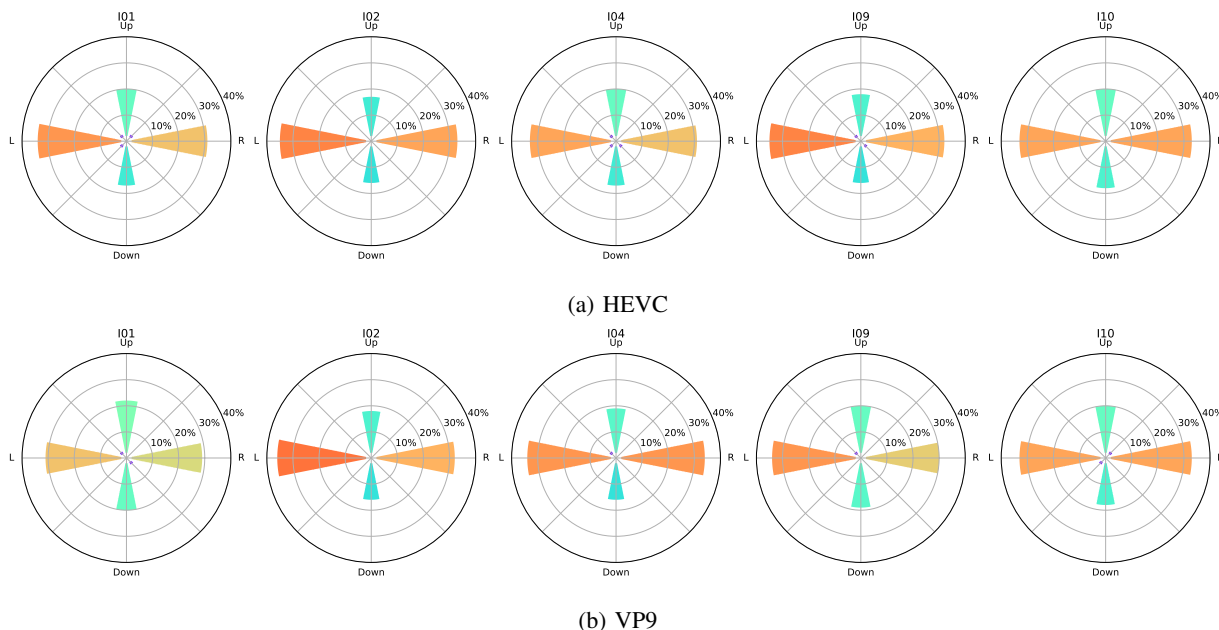 I01 I02 I04 I09 I10
Up Up Up Up Up
40% 40% 40% 40%
30% 30% 30% 30% 30%
20% 20% 20% 20% 20%
10% 10% 10% 10% 10%
L R L R L R L R L
Down Down Down Down Down
(a) HEVC
I01 I02 I04 I09 I10
Up Up Up Up Up
40% 40% 40% 40%
30% 30% 30% 30% 30%
20% 20% 20% 20% 20%
10% 10% 10% 10% 10%
L R L R L R L R L
Down Down Down Down Down
(b) VP9